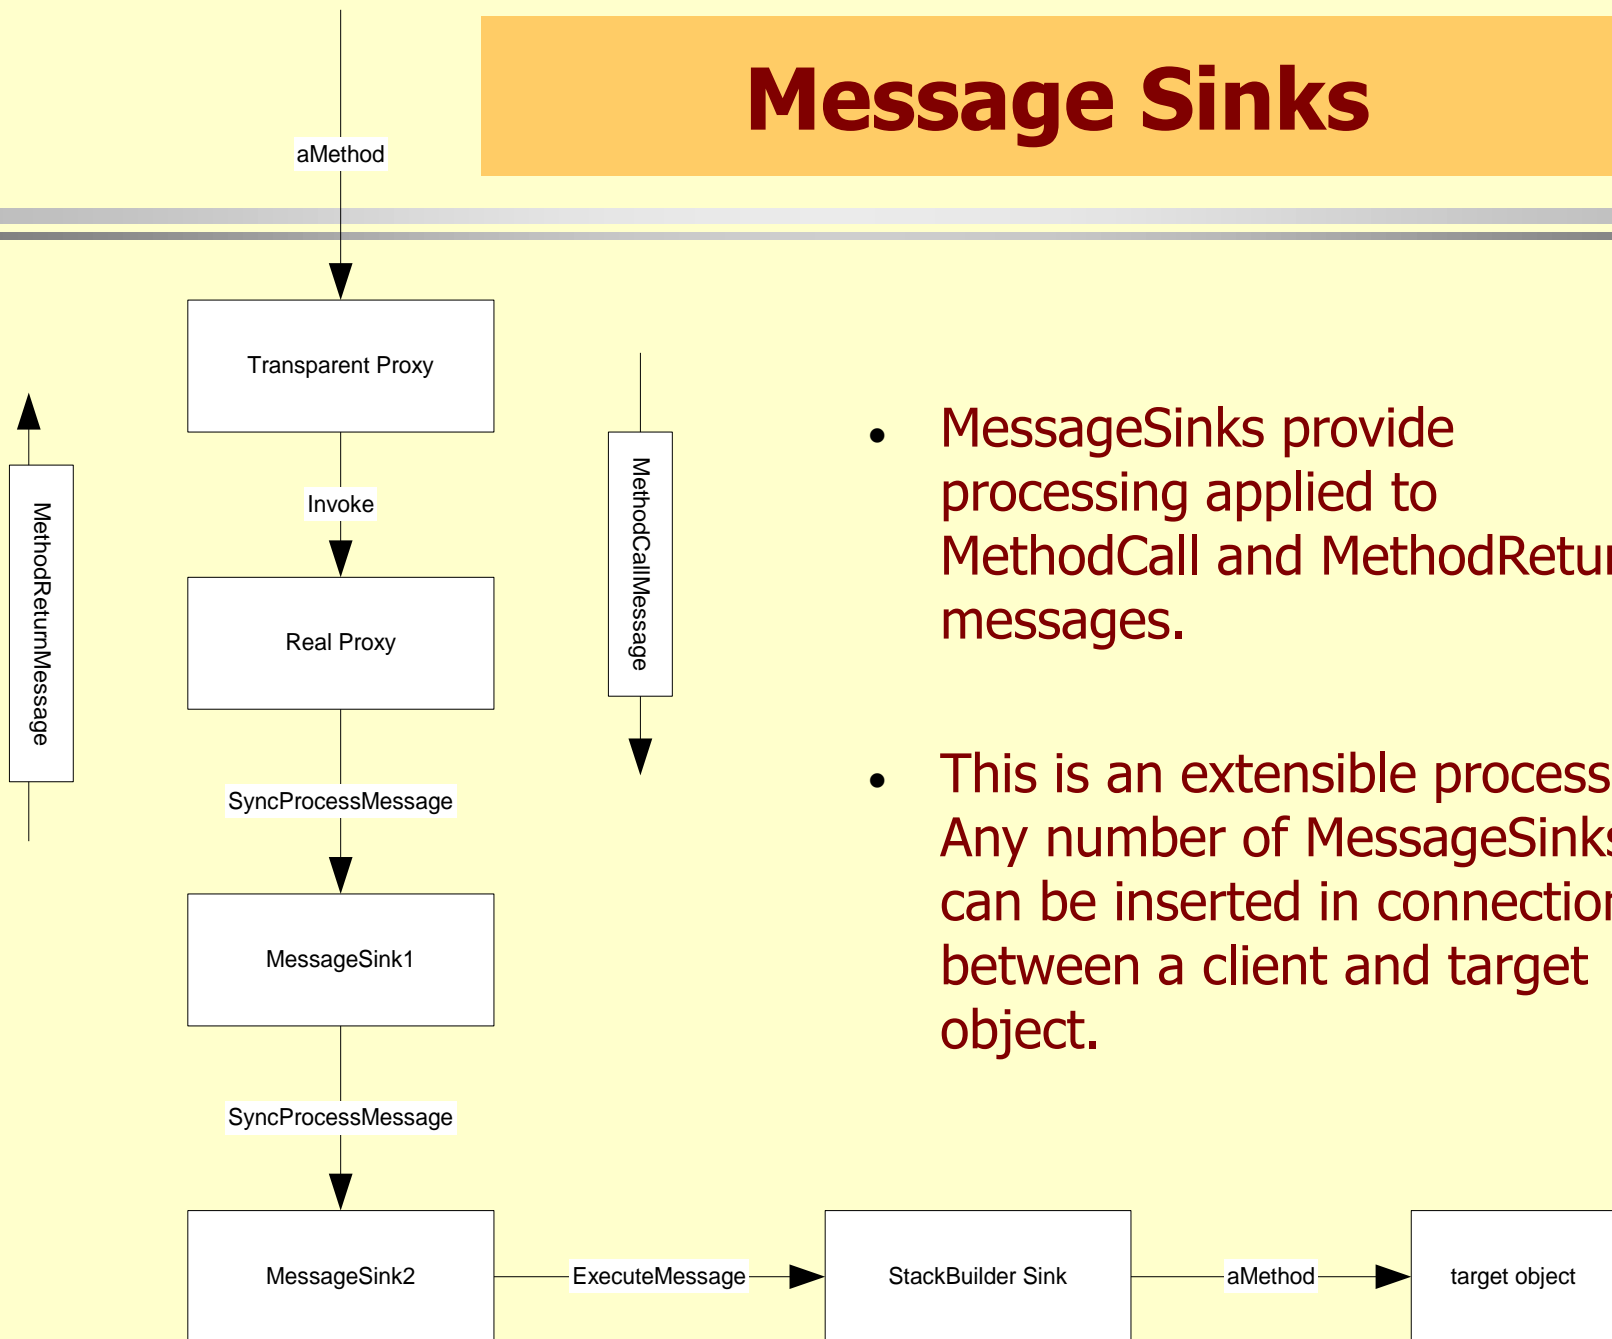 Message Sinks
aMethod
Transparent Proxy
Invoke
MethodReturnMessage
MethodCallMessage
Real Proxy
SyncProcessMessage
MessageSink1
SyncProcessMessage
MessageSink2
ExecuteMessage
StackBuilder Sink
aMethod
target object
• MessageSinks provide
processing applied to
MethodCall and MethodRetur
messages.
• This is an extensible process
Any number of MessageSinks
can be inserted in connection
between a client and target
object.